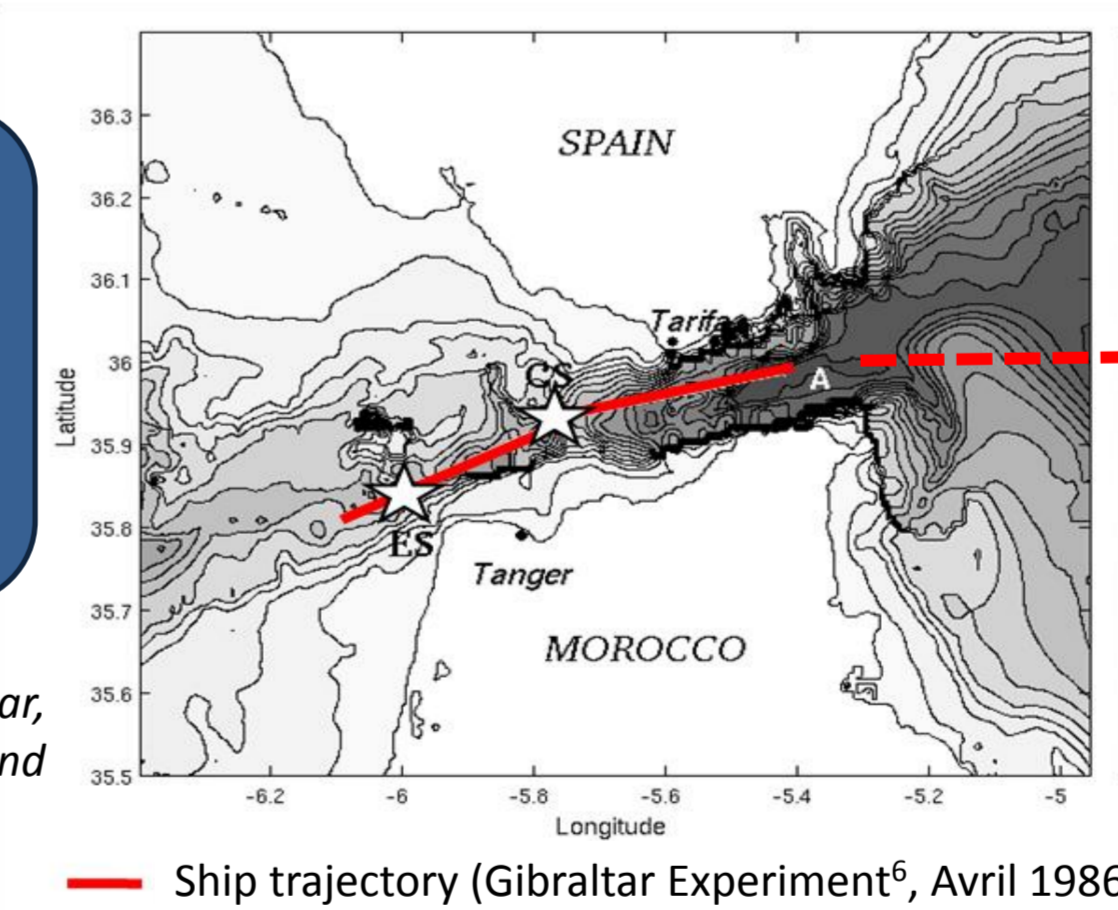 36.3
SPAIN
36.2
36.1
Tarifa
36
CS
A
Latitude
35.9
35.8
ES
Tanger
35.7
MOROCCO
ar,
35.6
nd
35.5
-6.2 -6 -5.8 -5.6 -5.4 -5.2 -5
Longitude
Ship trajectory (Gibraltar Experiment⁶, Avril 1986